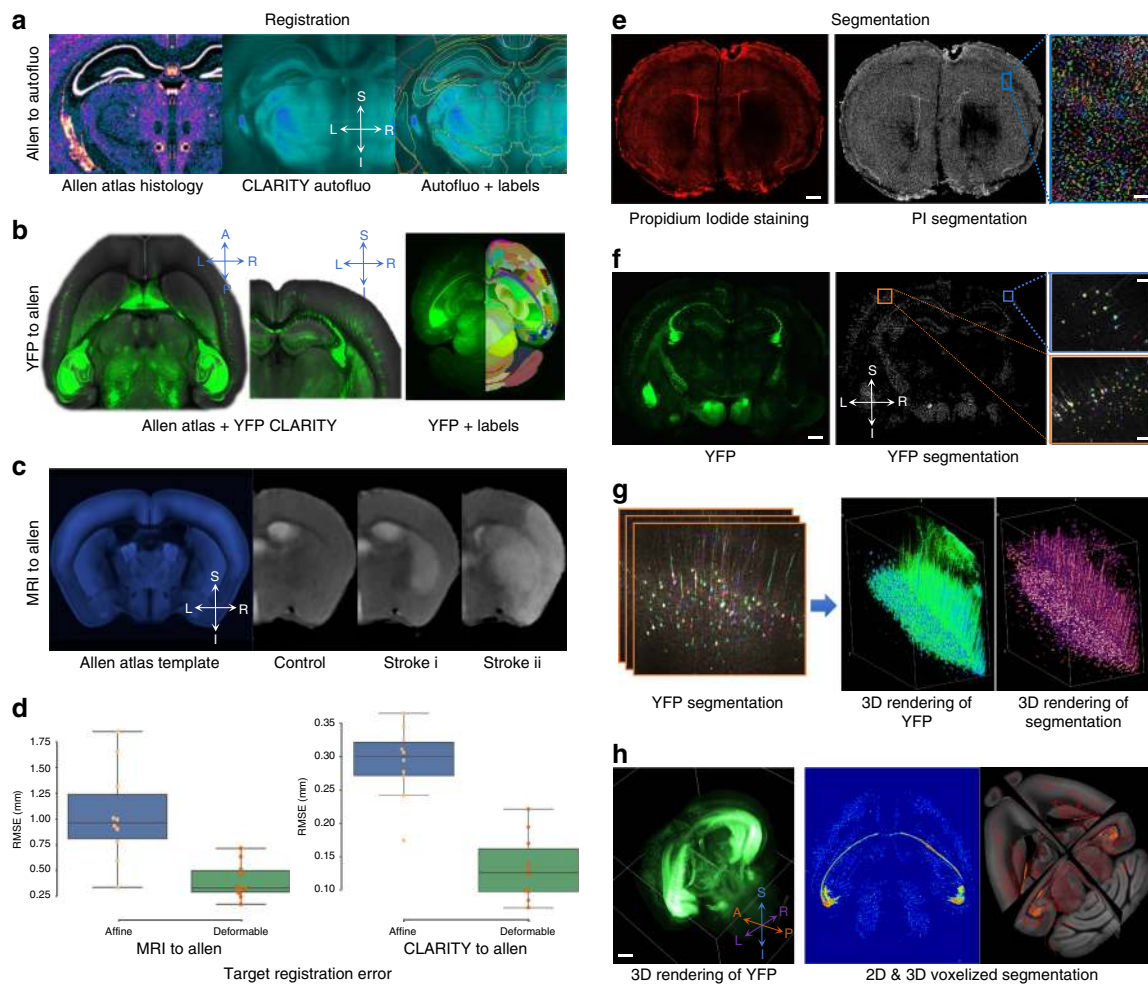 a
Registration
Allen to autofluo
S
L
R
I
Allen atlas histology
CLARITY autofluo
Autofluo + labels
b
YFP to allen
A
L
R
P
S
L
R
I
Allen atlas + YFP CLARITY
YFP + labels
c
MRI to allen
S
L
R
I
Allen atlas template
Control
Stroke i
Stroke ii
d
RMSE (mm)
1.75
1.50
1.25
1.00
0.75
0.50
0.25
Affine
Deformable
MRI to allen
RMSE (mm)
0.35
0.30
0.25
0.20
0.15
0.10
Affine
Deformable
CLARITY to allen
Target registration error
e
Segmentation
Propidium Iodide staining
PI segmentation
f
S
L
R
I
YFP
YFP segmentation
g
YFP segmentation
3D rendering of
YFP
3D rendering of
segmentation
h
S
R
A
P
L
I
3D rendering of YFP
2D & 3D voxelized segmentation